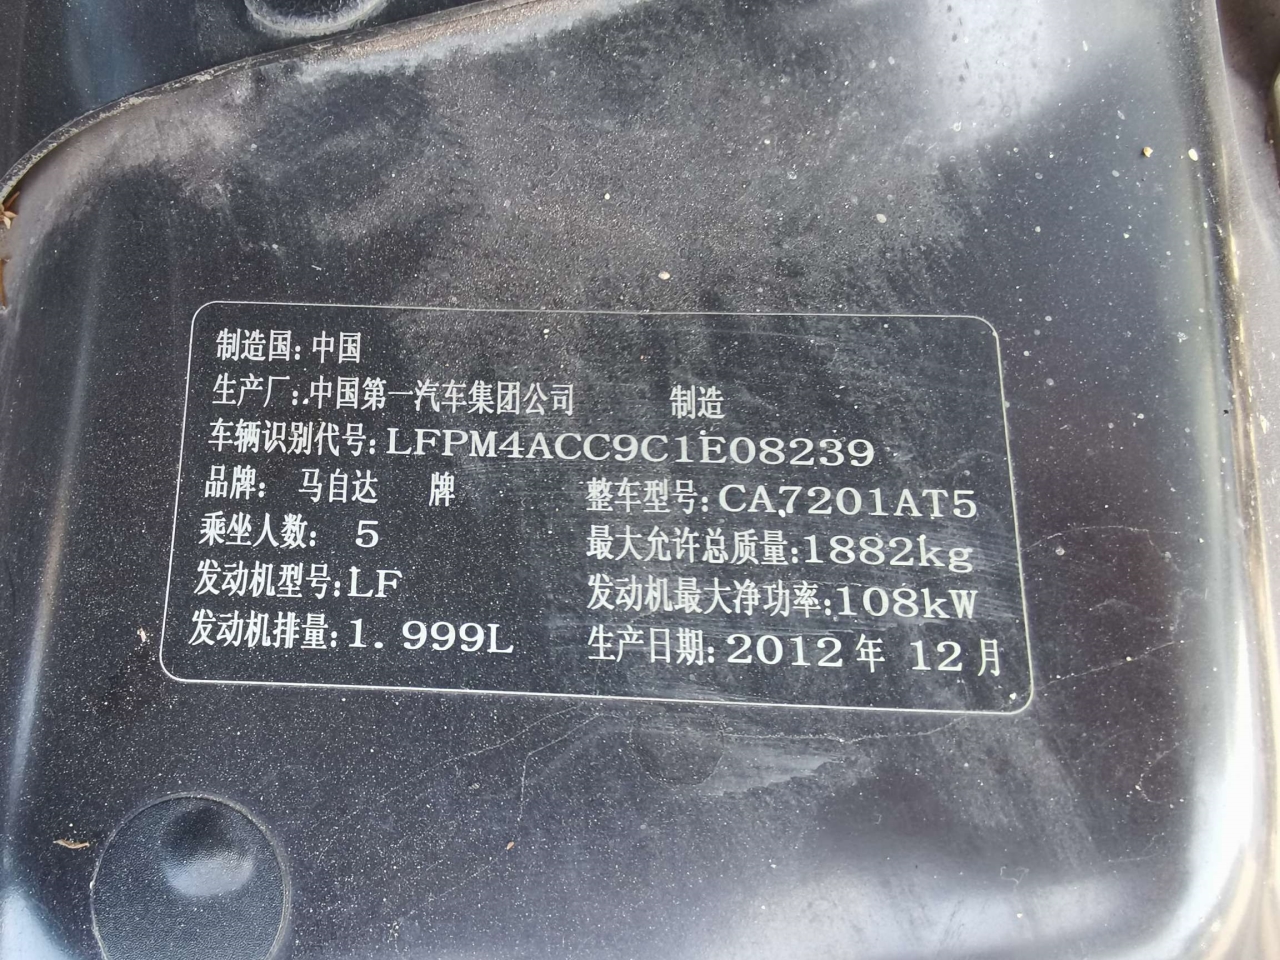 制造国:中国
生产厂:中国第一汽车集团公司 制造
车辆识别代号:LFPM4ACC9C1E08239
品牌: 马自达 牌 整车型号:CA7201AT5
乘坐人数: 5 最大允许总质量:1882kg
发动机型号:LF 发动机最大净功率:108kW
发动机排量:1.999L 生产日期:2012年 12月